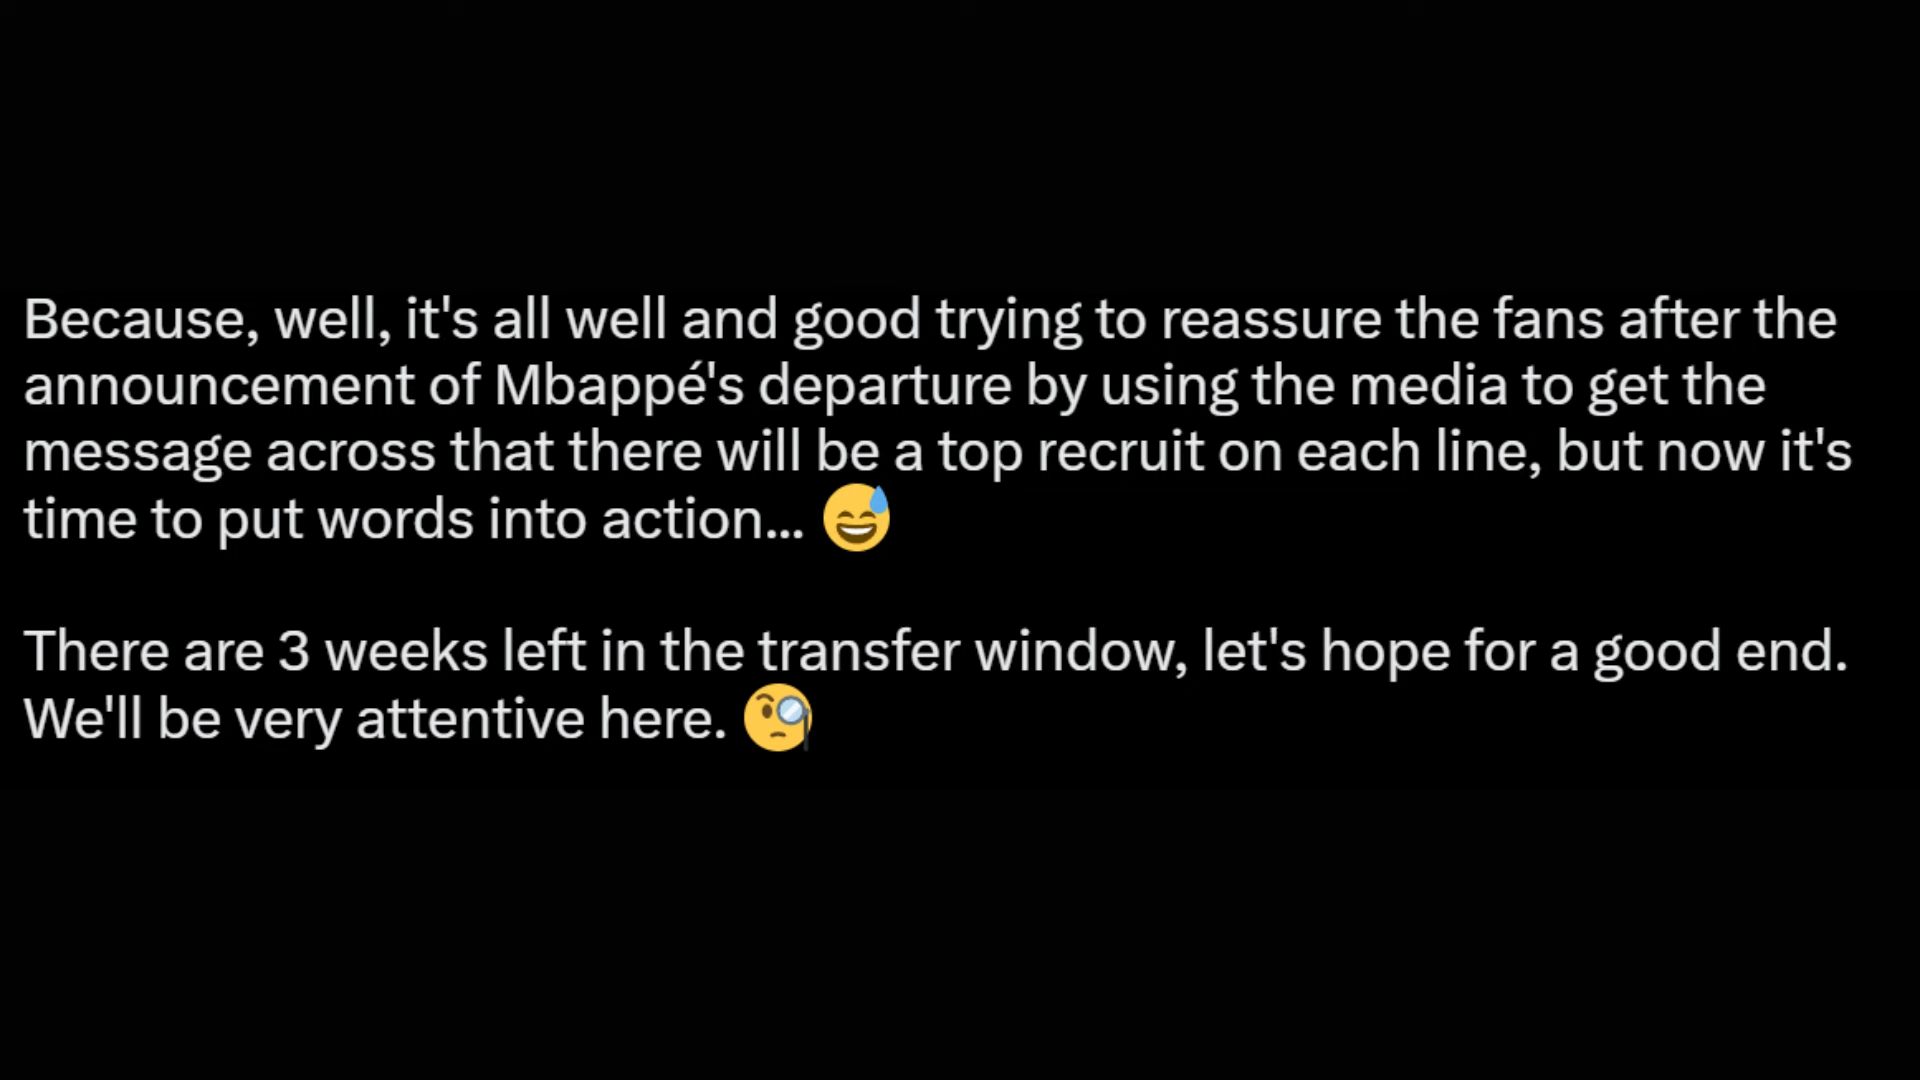 Because, well, it's all well and good trying to reassure the fans after the
announcement of Mbappé's departure by using the media to get the
message across that there will be a top recruit on each line, but now it's
time to put words into action... 😅
There are 3 weeks left in the transfer window, let's hope for a good end.
We'll be very attentive here. 🧐